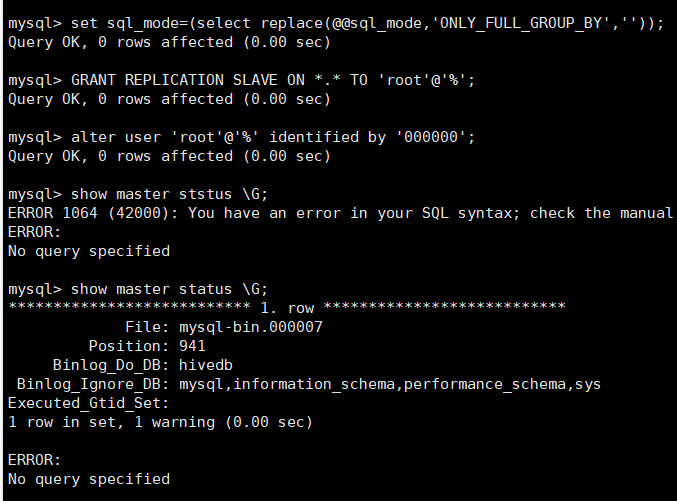 mysql> set sql_mode=(select replace(@@sql_mode,'ONLY_FULL_GROUP_BY',''));
Query OK, 0 rows affected (0.00 sec)
mysql> GRANT REPLICATION SLAVE ON *.* TO 'root'@'%';
Query OK, 0 rows affected (0.00 sec)
mysql> alter user 'root'@'%' identified by '000000';
Query OK, 0 rows affected (0.00 sec)
mysql> show master ststus \G;
ERROR 1064 (42000): You have an error in your SQL syntax; check the manual
ERROR:
No query specified
mysql> show master status \G;
*************************** 1. row ***************************
File: mysql-bin.000007
Position: 941
Binlog_Do_DB: hivedb
Binlog_Ignore_DB: mysql,information_schema,performance_schema,sys
Executed_Gtid_Set:
1 row in set, 1 warning (0.00 sec)
ERROR:
No query specified